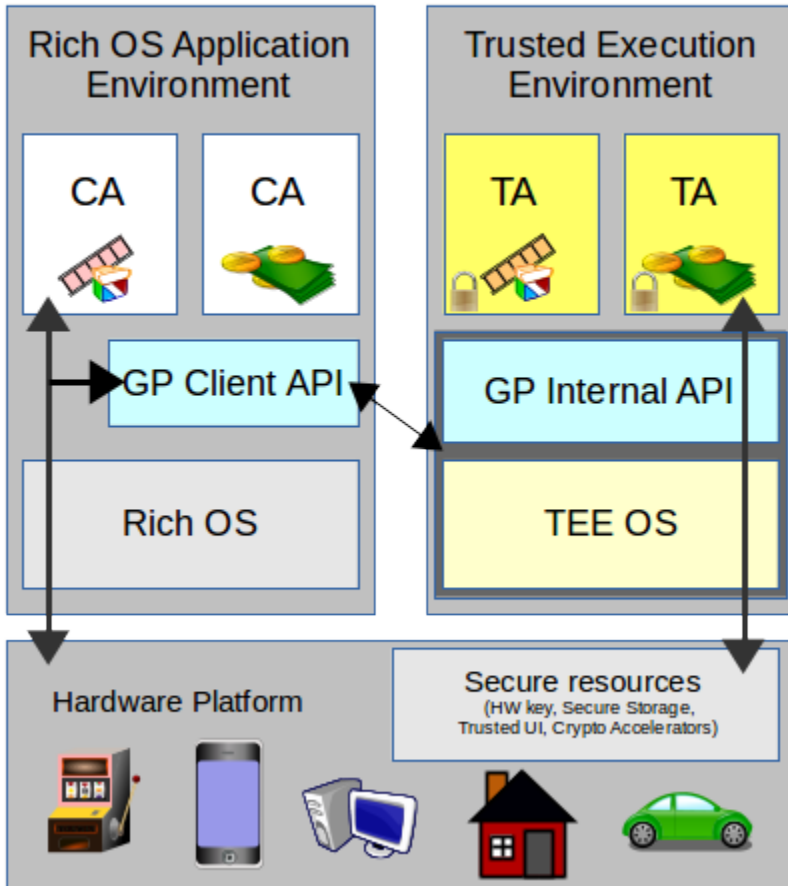 Rich OS Application
Environment
CA
CA
GP Client API
Rich OS
Trusted Execution
Environment
TA
TA
GP Internal API
TEE OS
Hardware Platform
Secure resources
(HW key, Secure Storage,
Trusted UI, Crypto Accelerators)